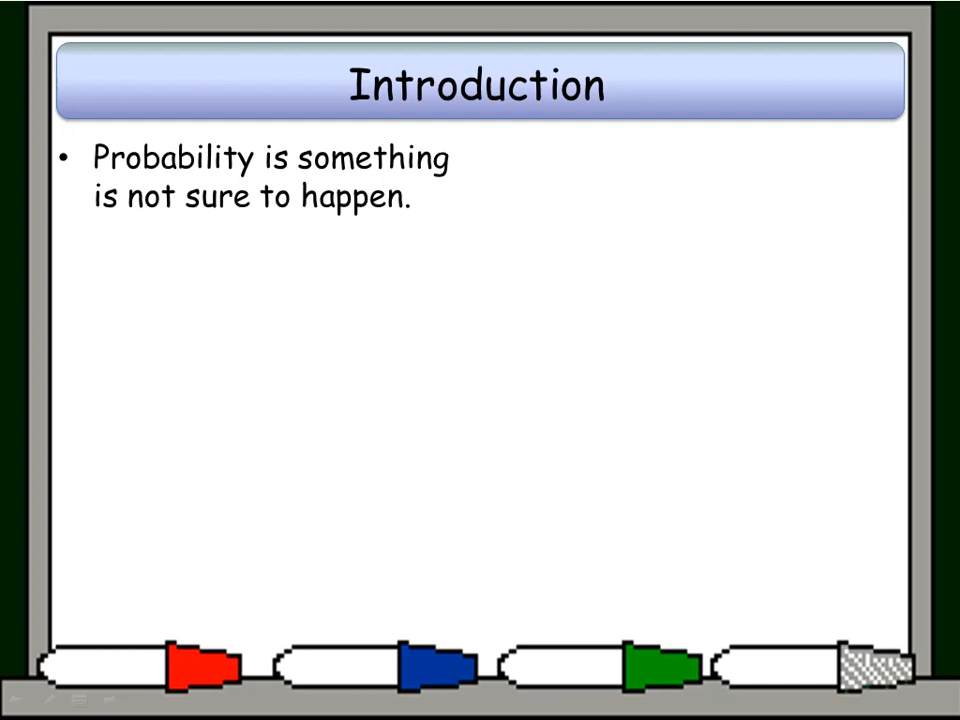 Introduction
• Probability is something
is not sure to happen.